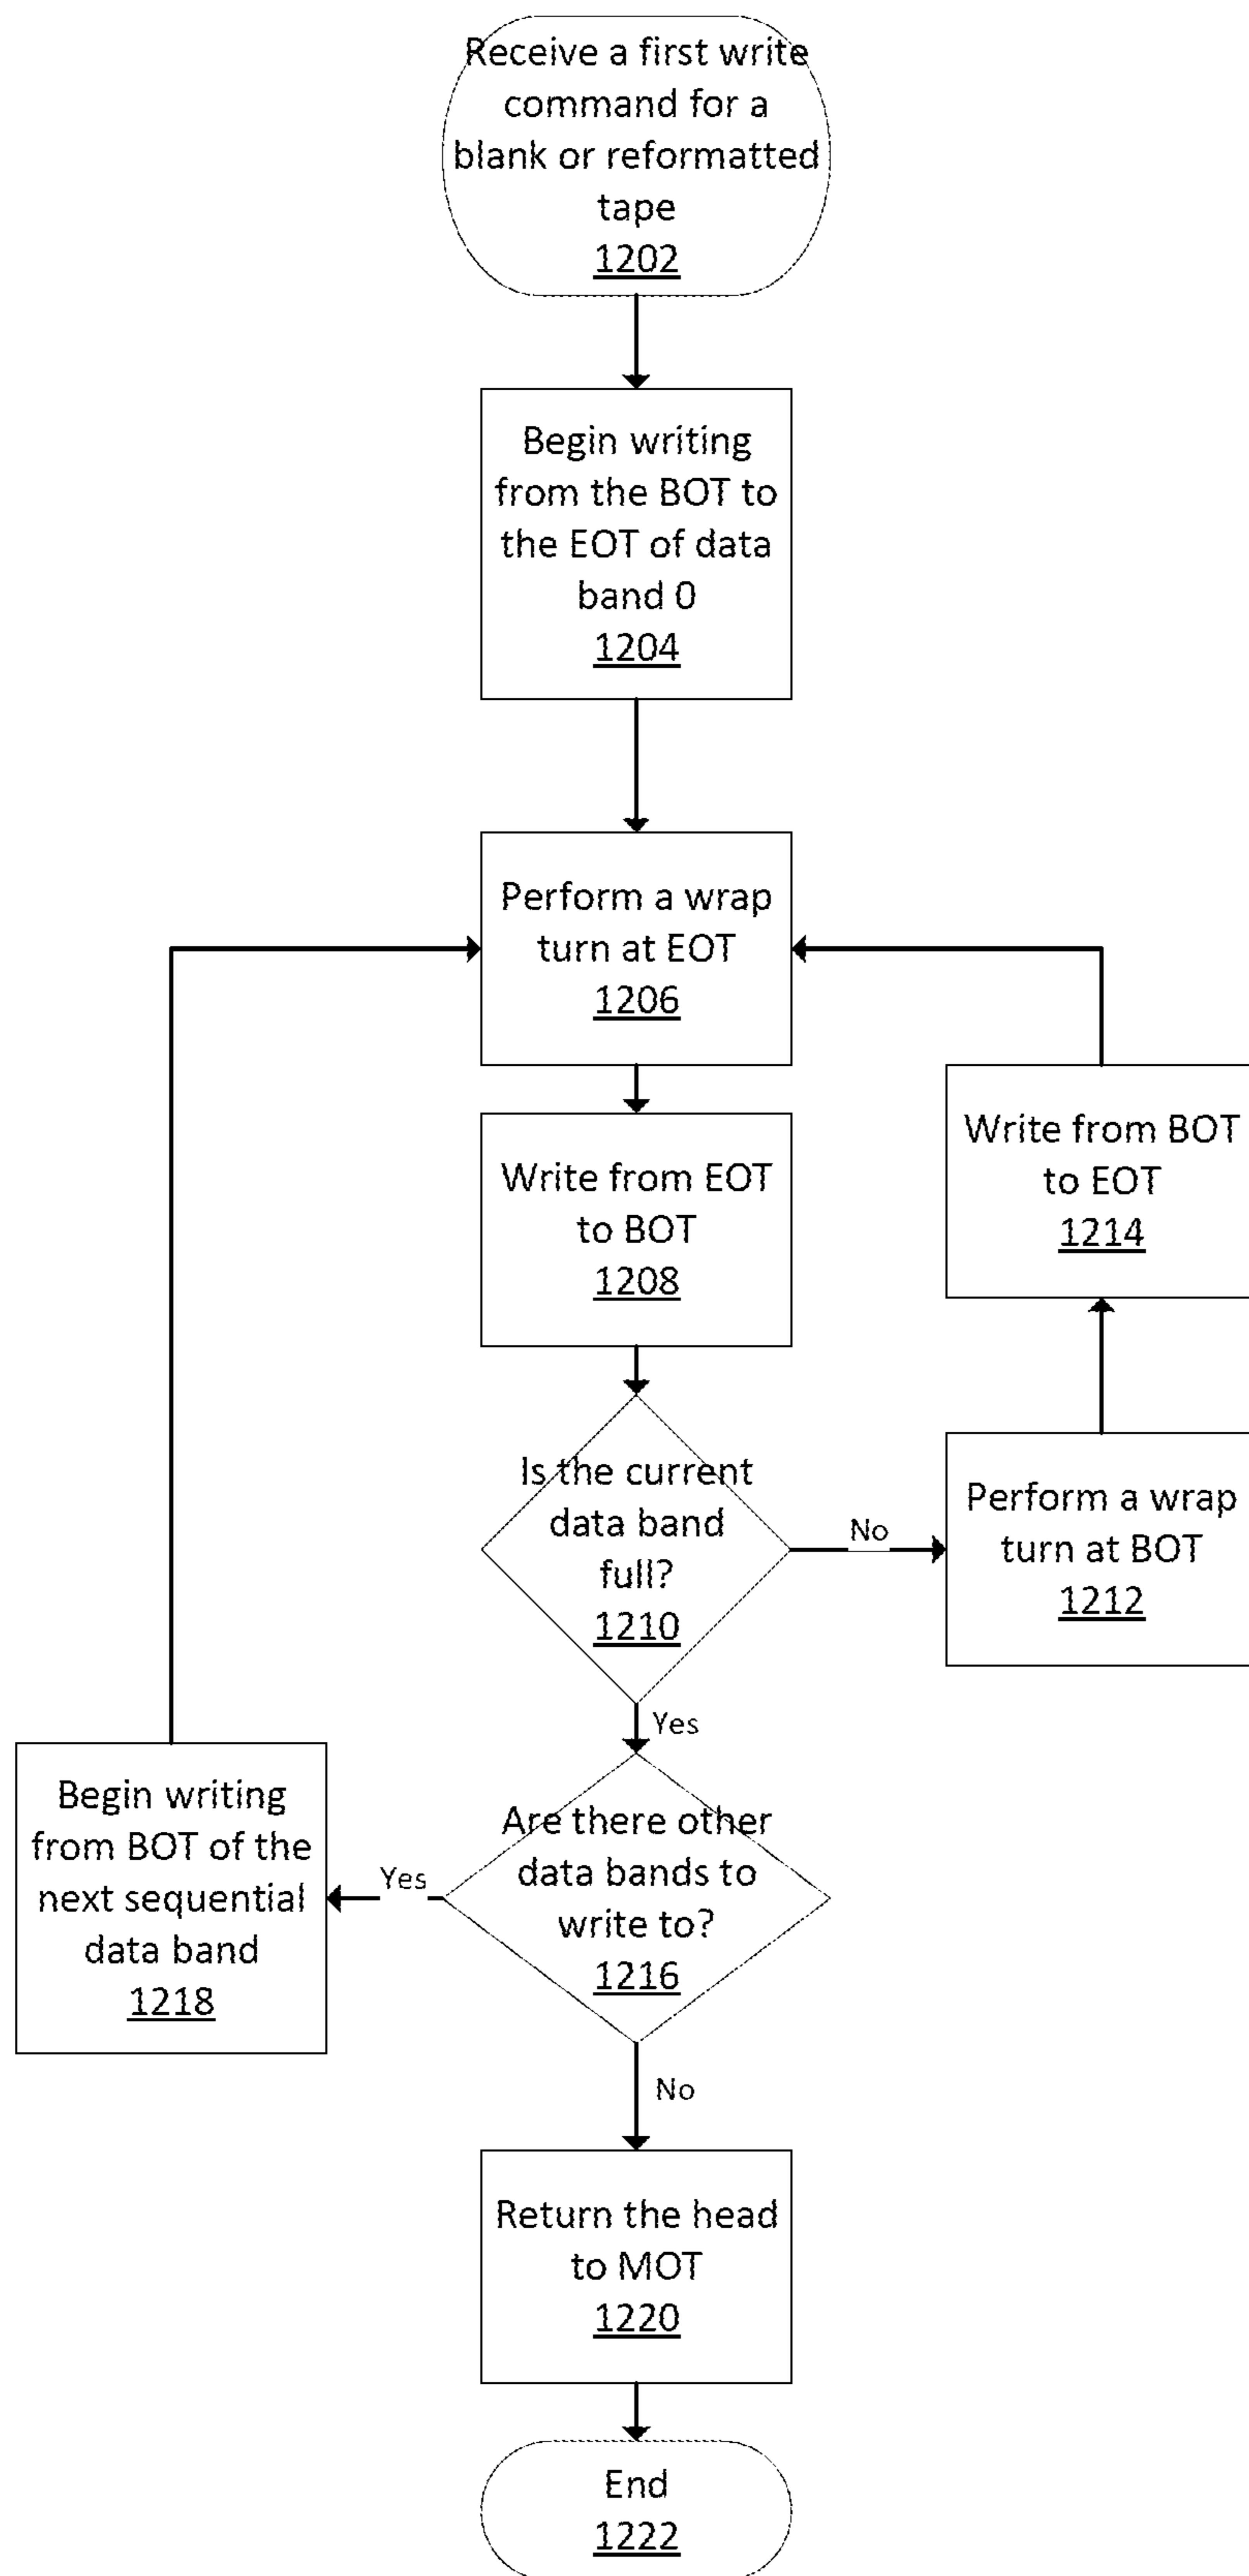 Receive a first write
command for a
blank or reformatted
tape
1202
Begin writing
from the BOT to
the EOT of data
band 0
1204
Perform a wrap
turn at EOT
1206
Write from EOT
to BOT
1208
Write from BOT
to EOT
1214
Is the current
data band
full?
1210
No
Perform a wrap
turn at BOT
1212
Yes
Are there other
data bands to
write to?
1216
Yes
Begin writing
from BOT of the
next sequential
data band
1218
No
Return the head
to MOT
1220
End
1222